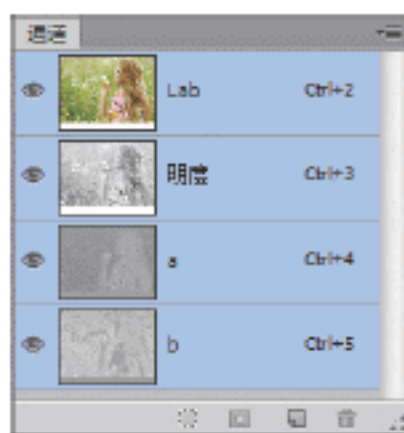 通道
Lab Ctrl+2
明度 Ctrl+3
a Ctrl+4
b Ctrl+5